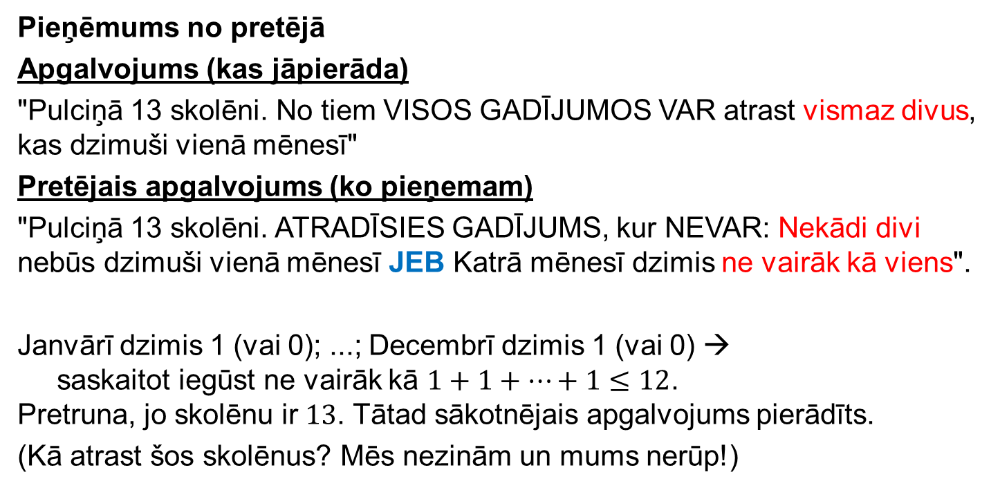 Pieņēmums no pretējā
Apgalvojums (kas jāpierāda)
"Pulciņā 13 skolēni. No tiem VISOS GADĪJUMOS VAR atrast vismaz divus,
kas dzimuši vienā mēnesī"
Pretējais apgalvojums (ko pieņemam)
"Pulciņā 13 skolēni. ATRADĪSIES GADĪJUMS, kur NEVAR: Nekādi divi
nebūs dzimuši vienā mēnesī JEB Katrā mēnesī dzimis ne vairāk kā viens".
Janvārī dzimis 1 (vai 0); ...; Decembrī dzimis 1 (vai 0) →
saskaitot iegūst ne vairāk kā 1 + 1 + ⋯ + 1 ≤ 12.
Pretruna, jo skolēnu ir 13. Tātad sākotnējais apgalvojums pierādīts.
(Kā atrast šos skolēnus? Mēs nezinām un mums nerūp!)